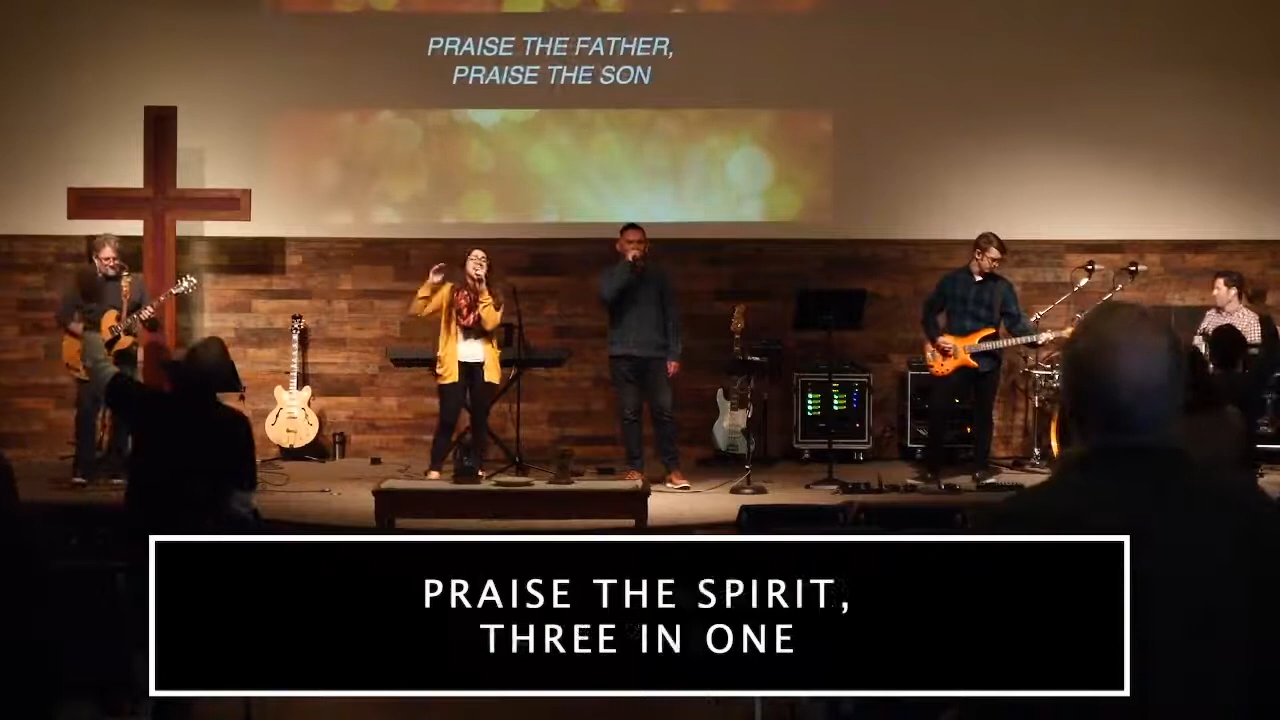 PRAISE THE FATHER,
PRAISE THE SON
PRAISE THE SPIRIT,
THREE IN ONE